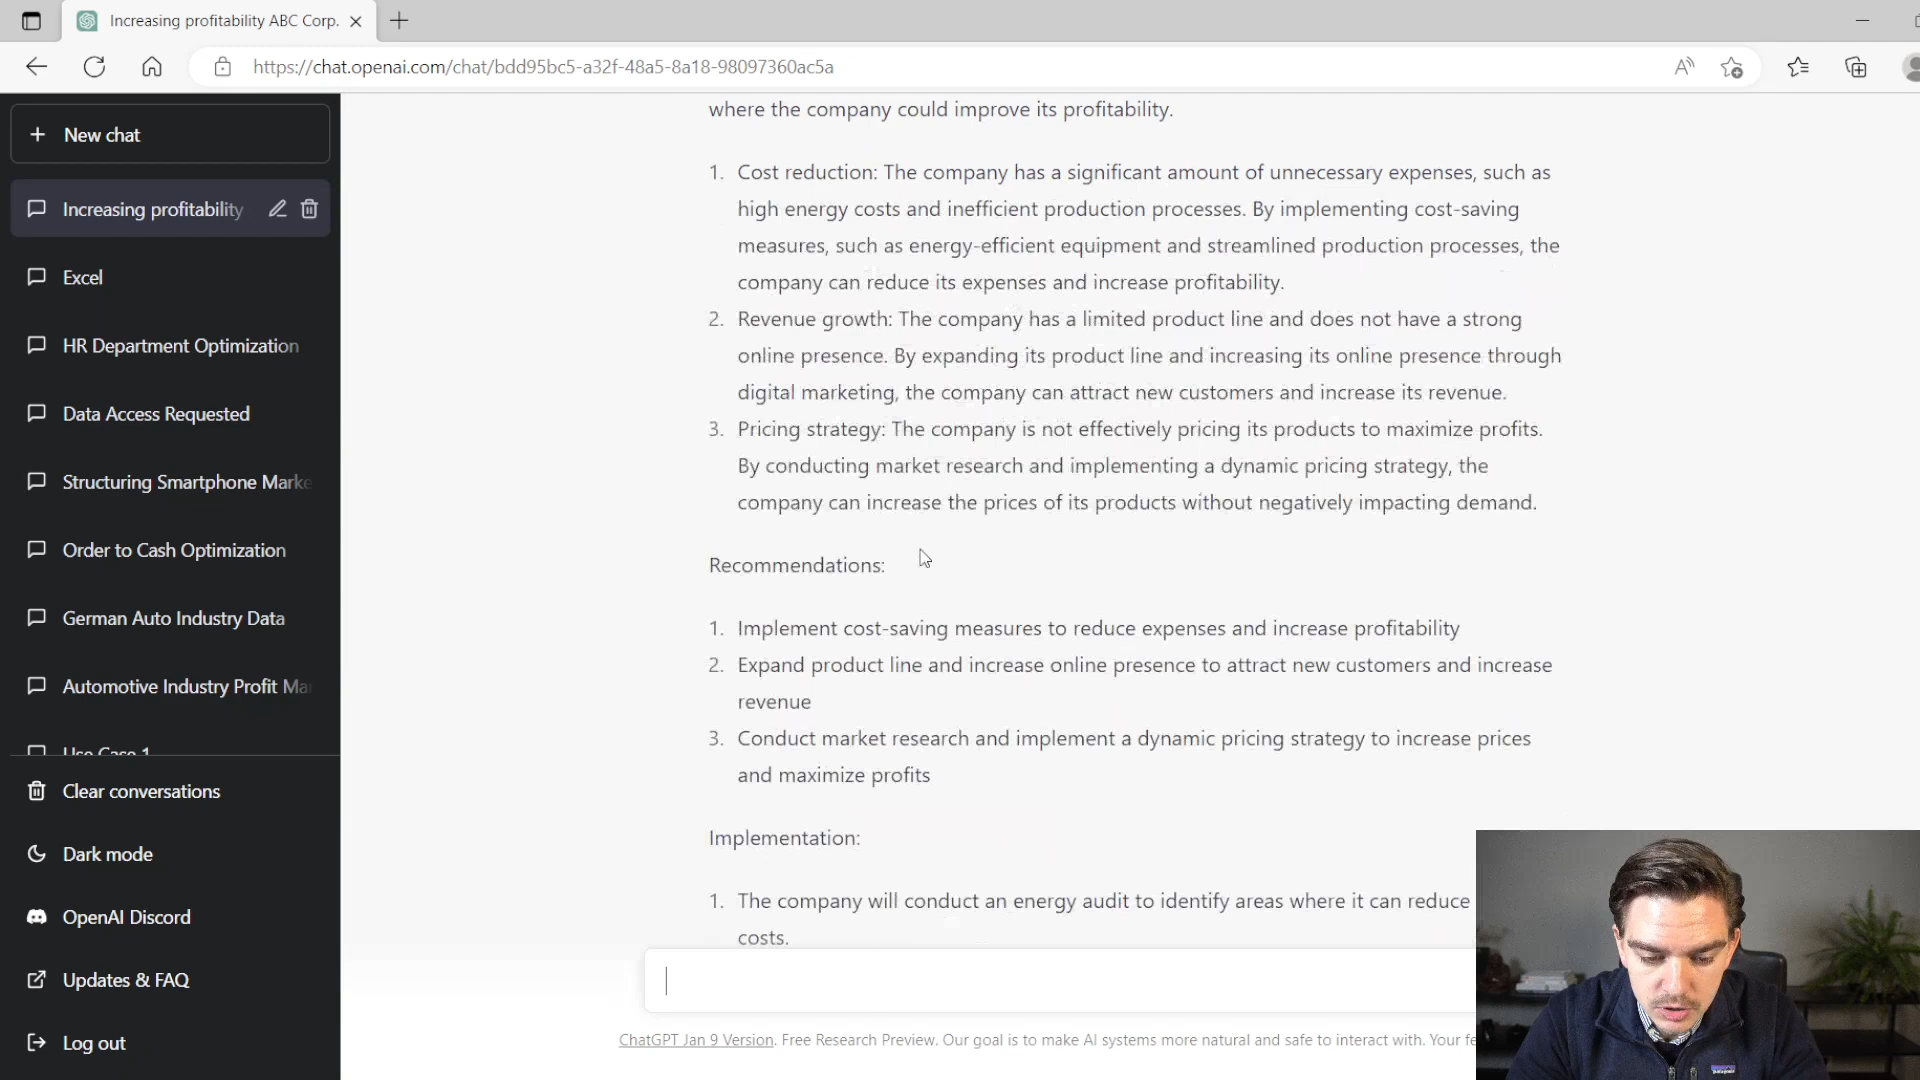 Increasing profitability ABC Corp.
https://chat.openai.com/chat/bdd95bc5-a32f-48a5-8a18-98097360ac5a
New chat
Increasing profitability
Excel
HR Department Optimization
Data Access Requested
Structuring Smartphone Marke
Order to Cash Optimization
German Auto Industry Data
Automotive Industry Profit Ma
Use Case 1
Clear conversations
Dark mode
OpenAI Discord
Updates & FAQ
Log out
where the company could improve its profitability.
1. Cost reduction: The company has a significant amount of unnecessary expenses, such as
high energy costs and inefficient production processes. By implementing cost-saving
measures, such as energy-efficient equipment and streamlined production processes, the
company can reduce its expenses and increase profitability.
2. Revenue growth: The company has a limited product line and does not have a strong
online presence. By expanding its product line and increasing its online presence through
digital marketing, the company can attract new customers and increase its revenue.
3. Pricing strategy: The company is not effectively pricing its products to maximize profits.
By conducting market research and implementing a dynamic pricing strategy, the
company can increase the prices of its products without negatively impacting demand.
Recommendations:
1. Implement cost-saving measures to reduce expenses and increase profitability
2. Expand product line and increase online presence to attract new customers and increase
revenue
3. Conduct market research and implement a dynamic pricing strategy to increase prices
and maximize profits
Implementation:
1. The company will conduct an energy audit to identify areas where it can reduce
costs.
ChatGPT Jan 9 Version. Free Research Preview. Our goal is to make AI systems more natural and safe to interact with. Your fe